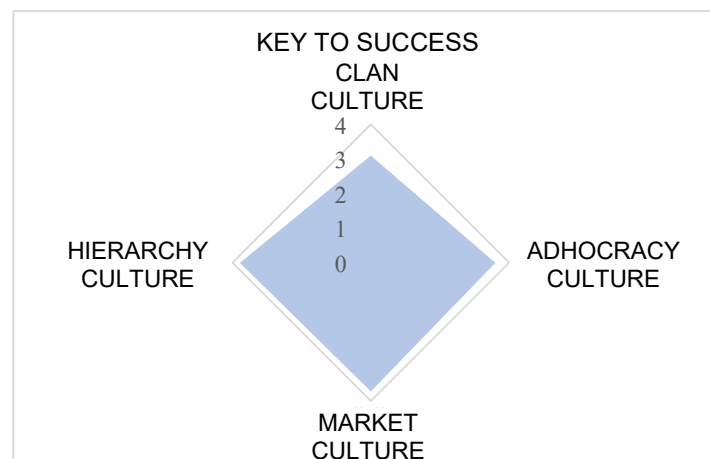 KEY TO SUCCESS
CLAN
CULTURE
4
3
2
1
0
HIERARCHY
CULTURE
ADHOCRACY
CULTURE
MARKET
CULTURE